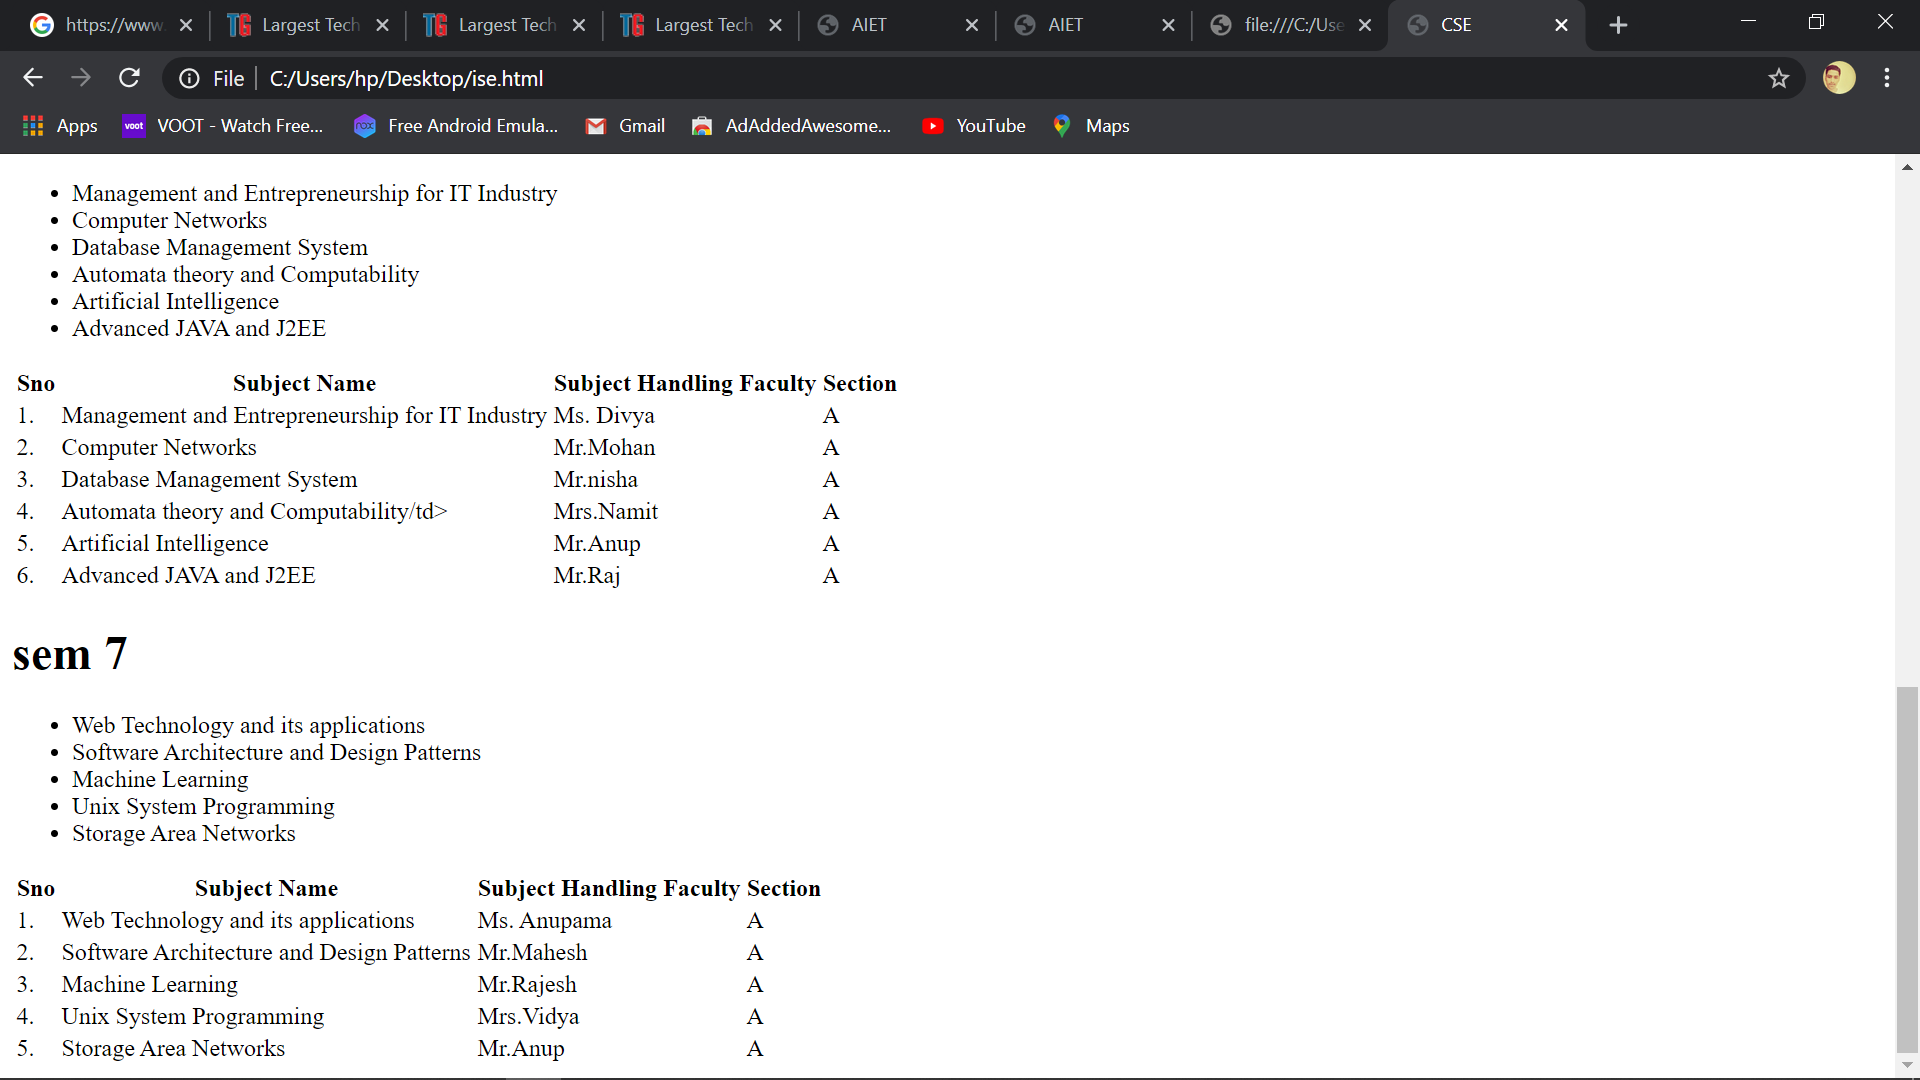 https://www.
Largest Tech
Largest Tech
Largest Tech
AIET
AIET
file:///C:/Use
CSE
File C:/Users/hp/Desktop/ise.html
Apps
voot VOOT - Watch Free...
nox Free Android Emula...
Gmail
AdAddedAwesome...
YouTube
Maps
• Management and Entrepreneurship for IT Industry
• Computer Networks
• Database Management System
• Automata theory and Computability
• Artificial Intelligence
• Advanced JAVA and J2EE
Sno Subject Name Subject Handling Faculty Section
1. Management and Entrepreneurship for IT Industry Ms. Divya A
2. Computer Networks Mr.Mohan A
3. Database Management System Mr.nisha A
4. Automata theory and Computability/td> Mrs.Namit A
5. Artificial Intelligence Mr.Anup A
6. Advanced JAVA and J2EE Mr.Raj A
sem 7
• Web Technology and its applications
• Software Architecture and Design Patterns
• Machine Learning
• Unix System Programming
• Storage Area Networks
Sno Subject Name Subject Handling Faculty Section
1. Web Technology and its applications Ms. Anupama A
2. Software Architecture and Design Patterns Mr.Mahesh A
3. Machine Learning Mr.Rajesh A
4. Unix System Programming Mrs.Vidya A
5. Storage Area Networks Mr.Anup A